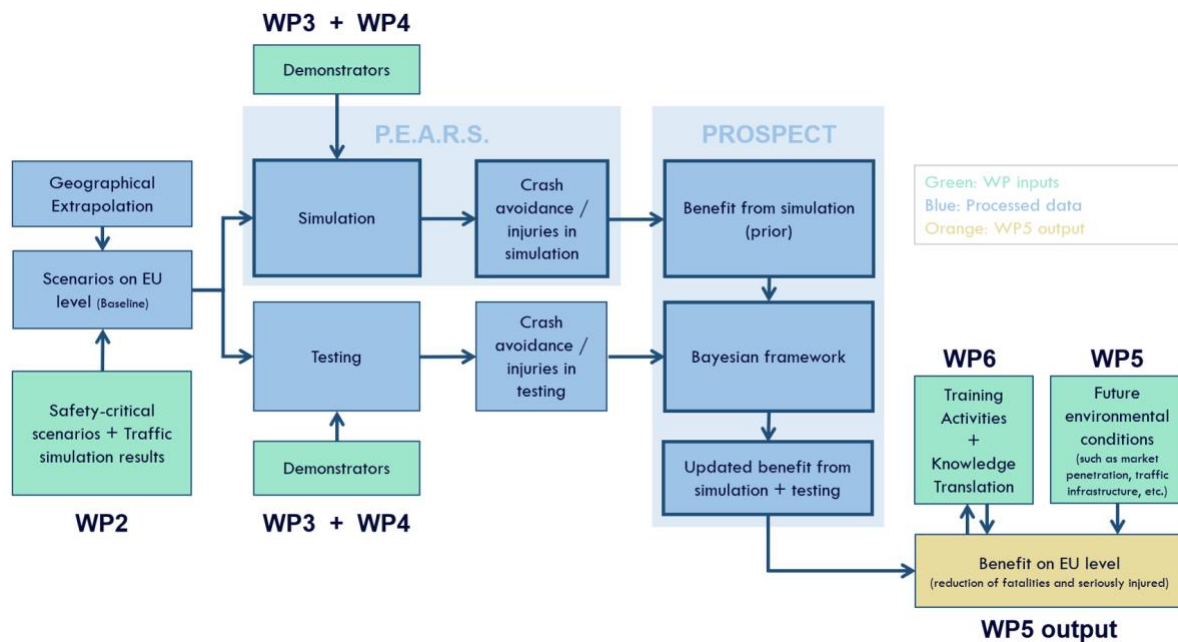 WP3 + WP4
Demonstrators
P.E.A.R.S.
PROSPECT
Geographical
Extrapolation
Simulation
Crash
avoidance /
injuries in
simulation
Benefit from simulation
(prior)
Green: WP inputs
Blue: Processed data
Orange: WP5 output
Scenarios on EU
level (Baseline)
Testing
Crash
avoidance /
injuries in
testing
Bayesian framework
WP6
WP5
Safety-critical
scenarios + Traffic
simulation results
WP2
Demonstrators
WP3 + WP4
Updated benefit from
simulation + testing
Training
Activities
+
Knowledge
Translation
Future
environmental
conditions
(such as market
penetration, traffic
infrastructure, etc.)
Benefit on EU level
(reduction of fatalities and seriously injured)
WP5 output